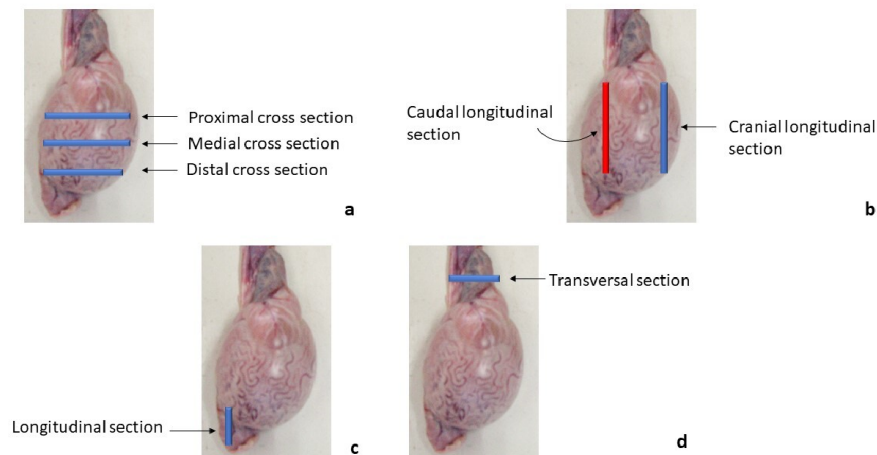 Proximal cross section
Medial cross section
Distal cross section
a
Caudal longitudinal
section
Cranial longitudinal
section
b
Longitudinal section
c
Transversal section
d